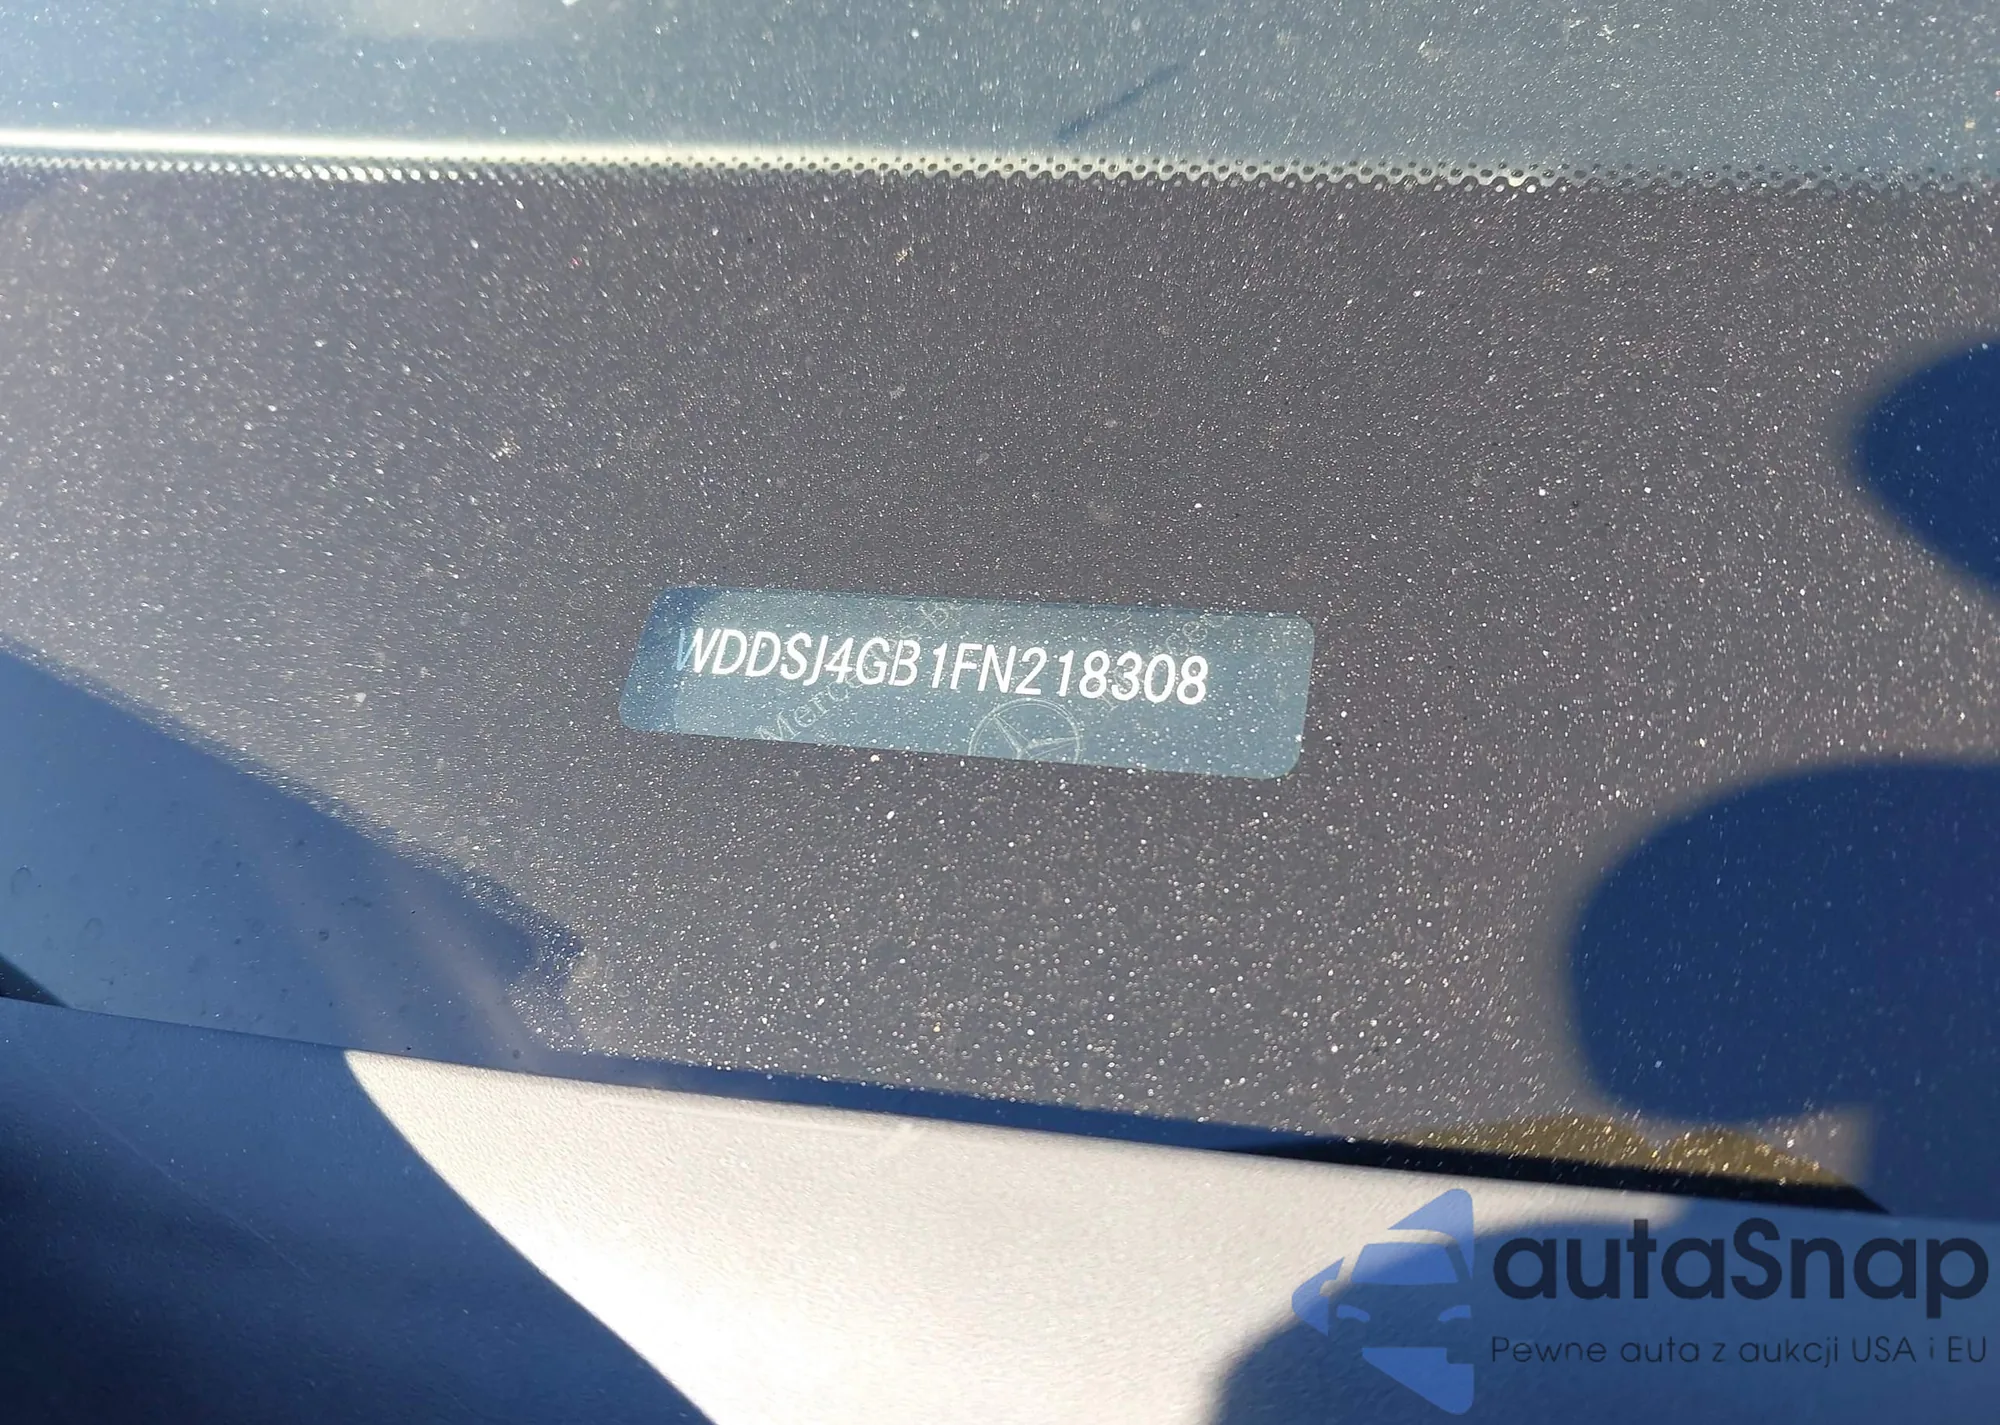 WDDSJ4GB1FN218308
autaSnap
Pewne auta z aukcji USA i EU